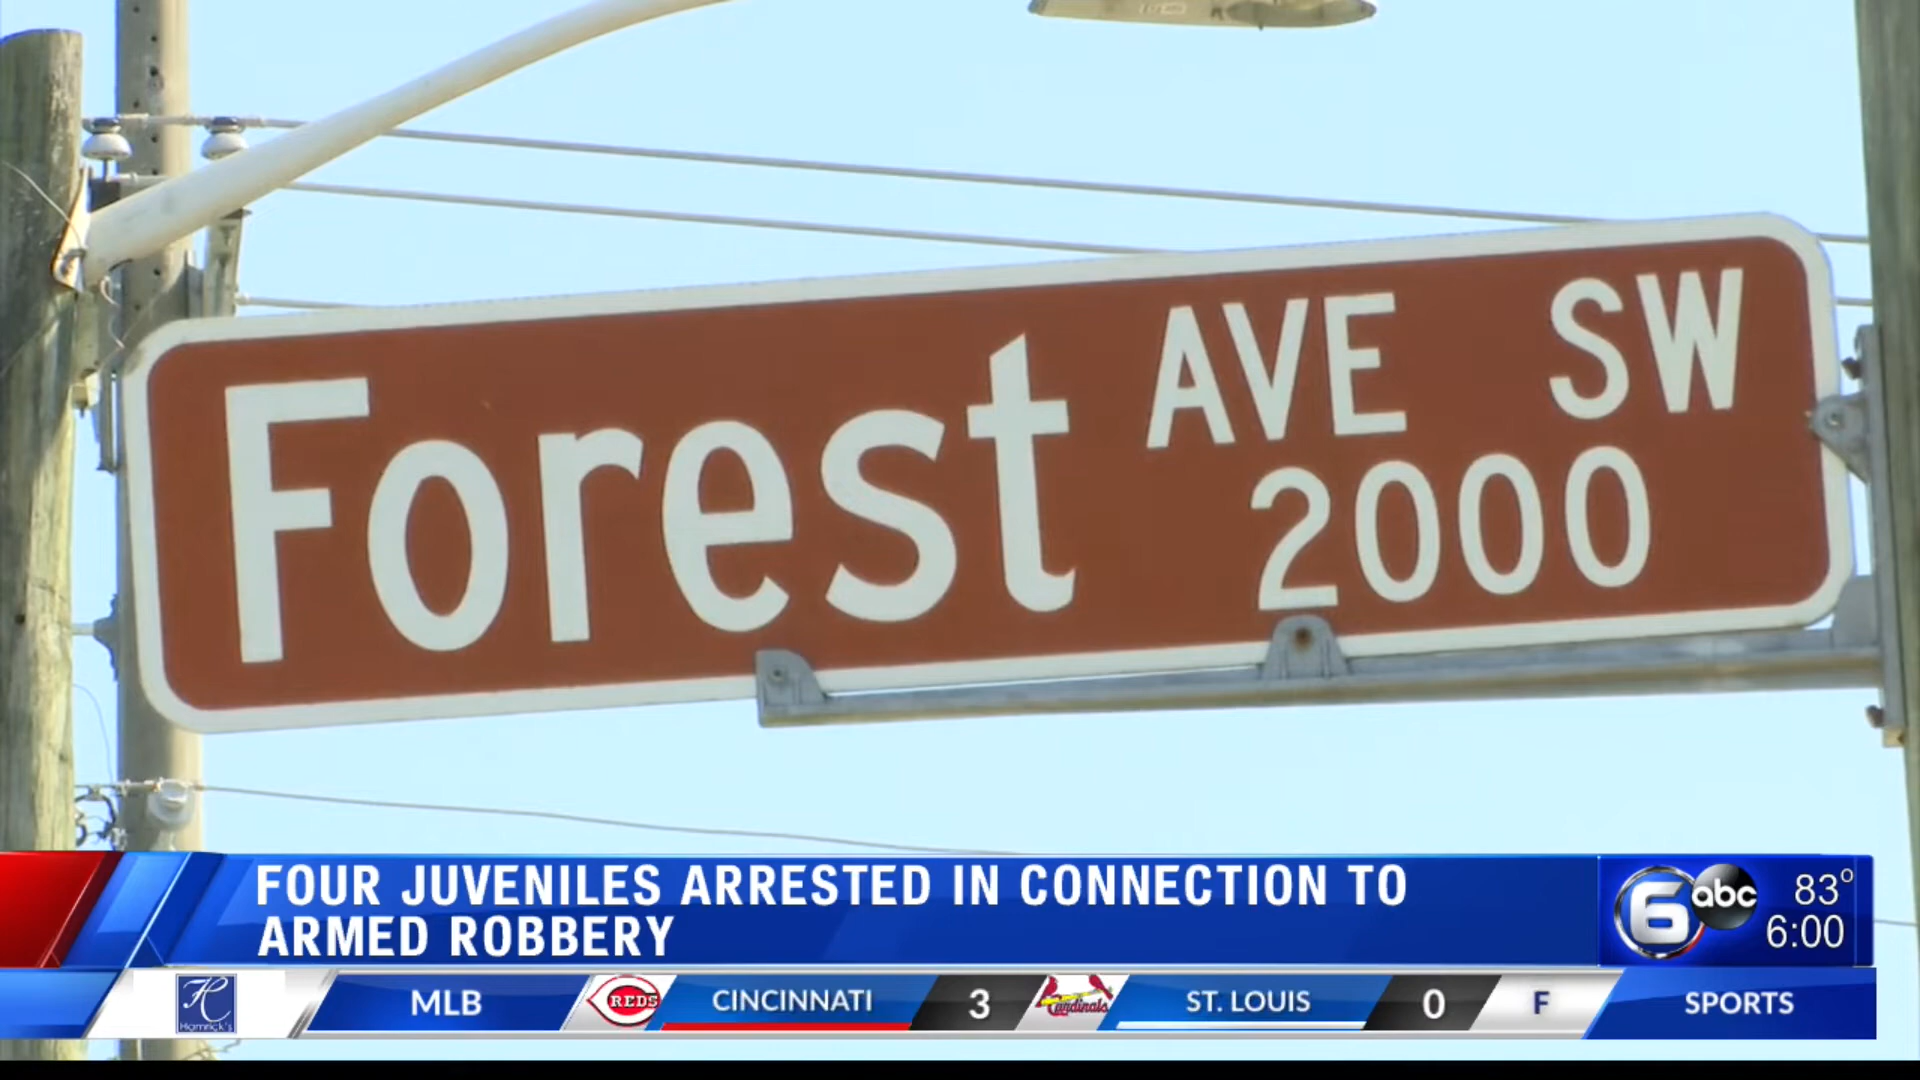 Forest AVE SW
2000
FOUR JUVENILES ARRESTED IN CONNECTION TO
ARMED ROBBERY
6 abc 83°
6:00
H Hamrick's MLB REDS CINCINNATI 3 Cardinals ST. LOUIS 0 F SPORTS